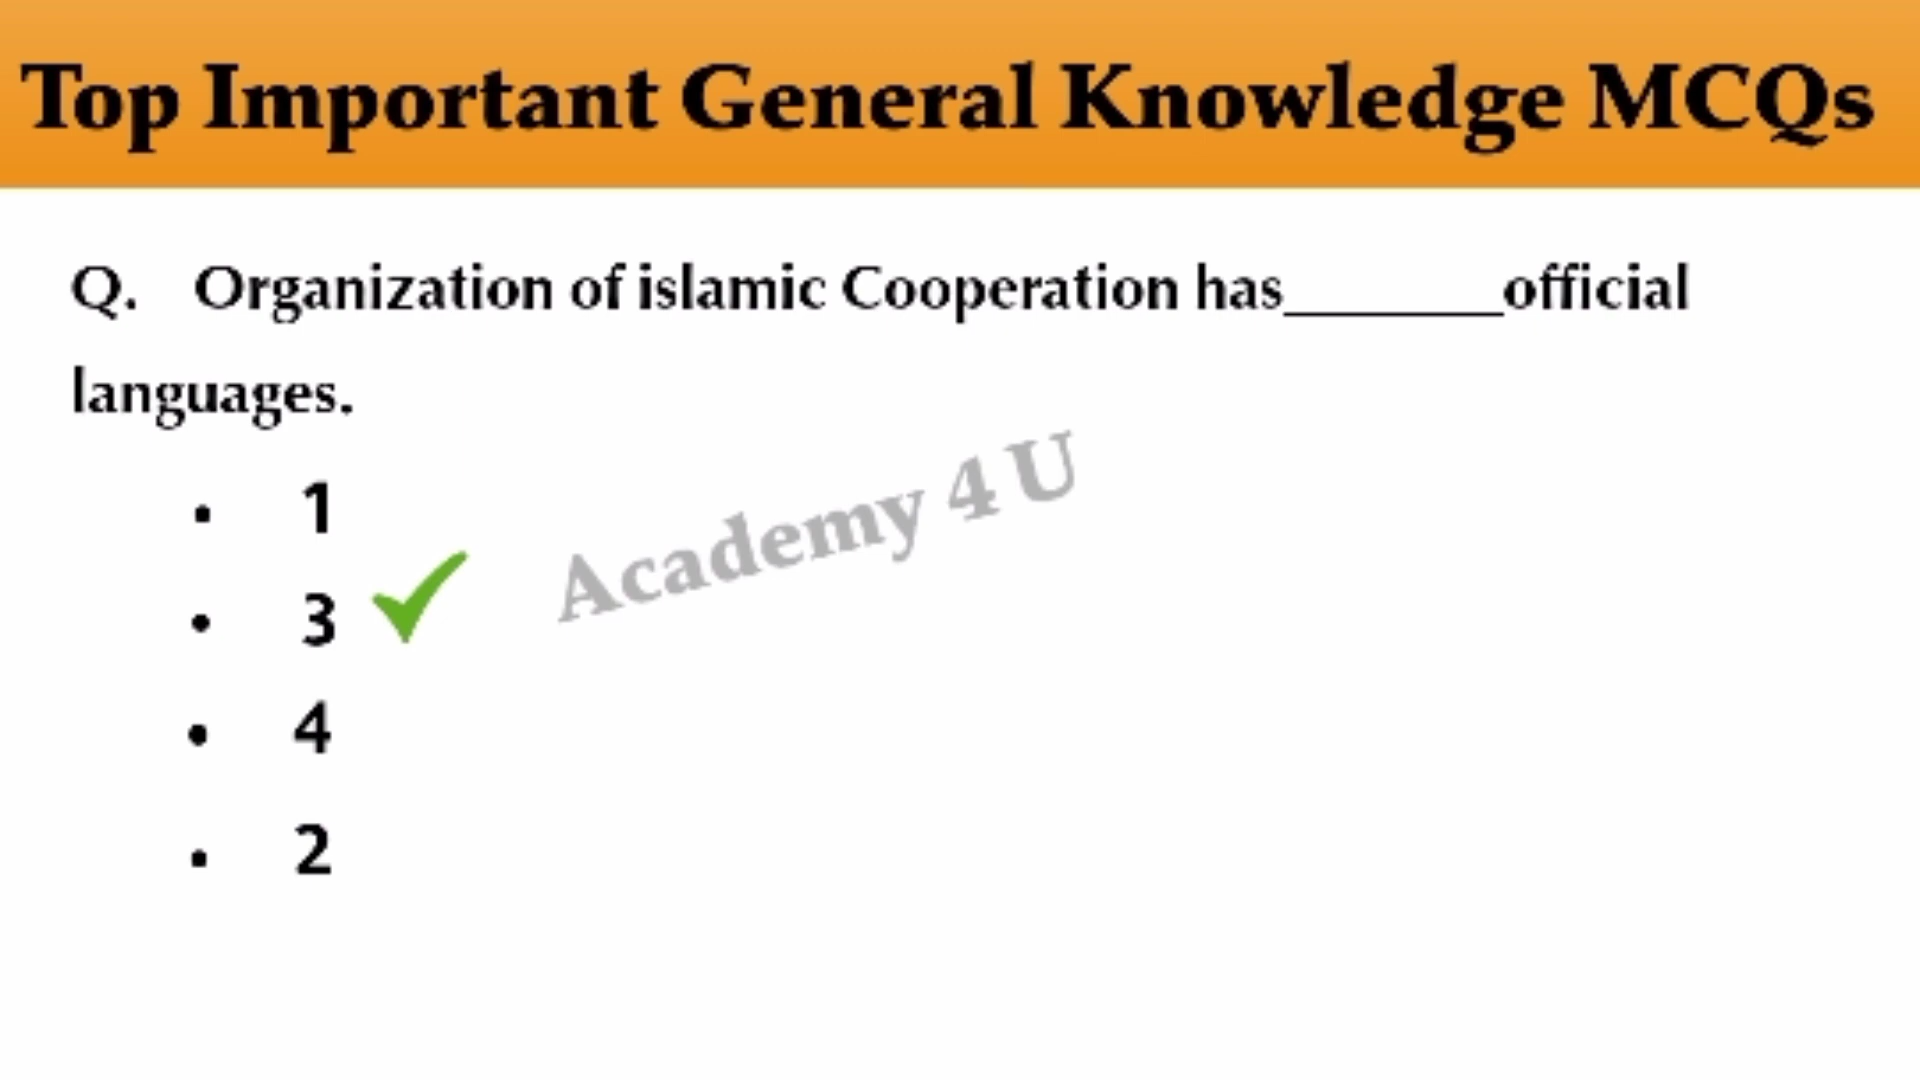 Top Important General Knowledge MCQs
Q. Organization of islamic Cooperation has_______official
languages.
• 1
• 3
• 4
• 2
Academy 4 U